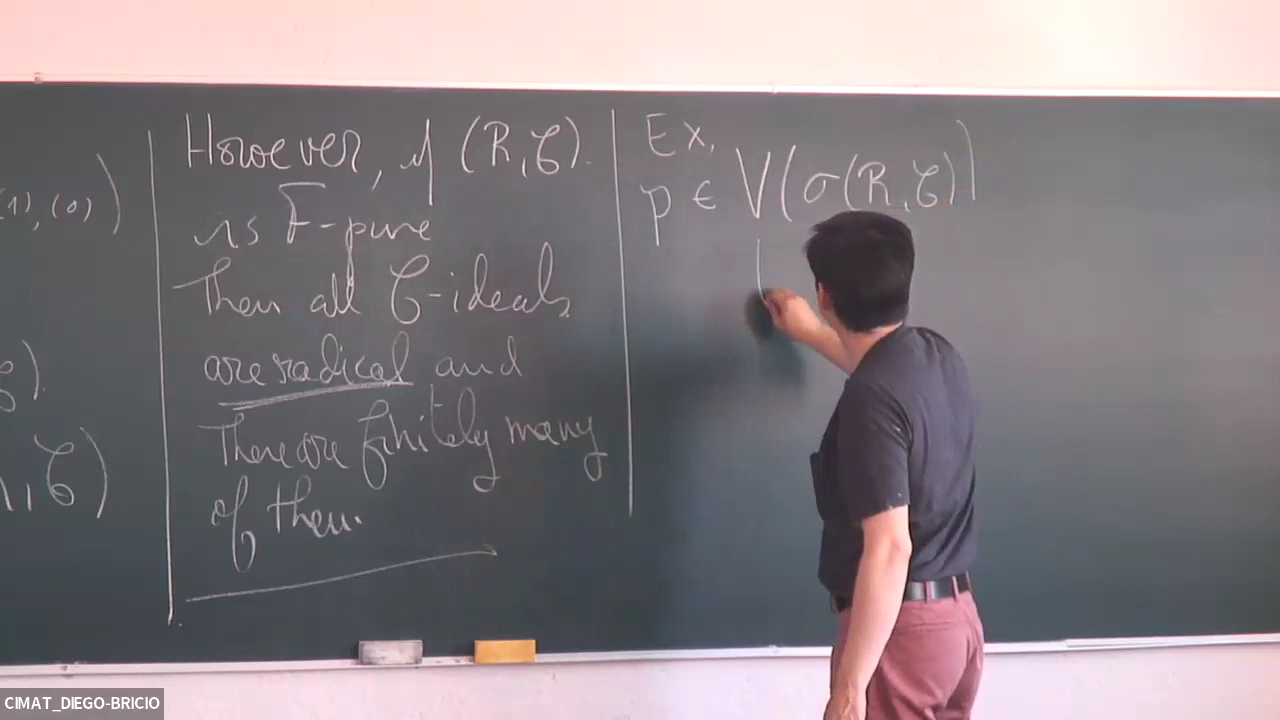 1), (0) )
).
, 𝒞)
However, if (R, 𝒞).
is F-pure
Then all 𝒞-ideals
are radical and
There are finitely many
of them.
Ex.
p ∈ V(σ(R, 𝒞))
CIMAT_DIEGO-BRICIO